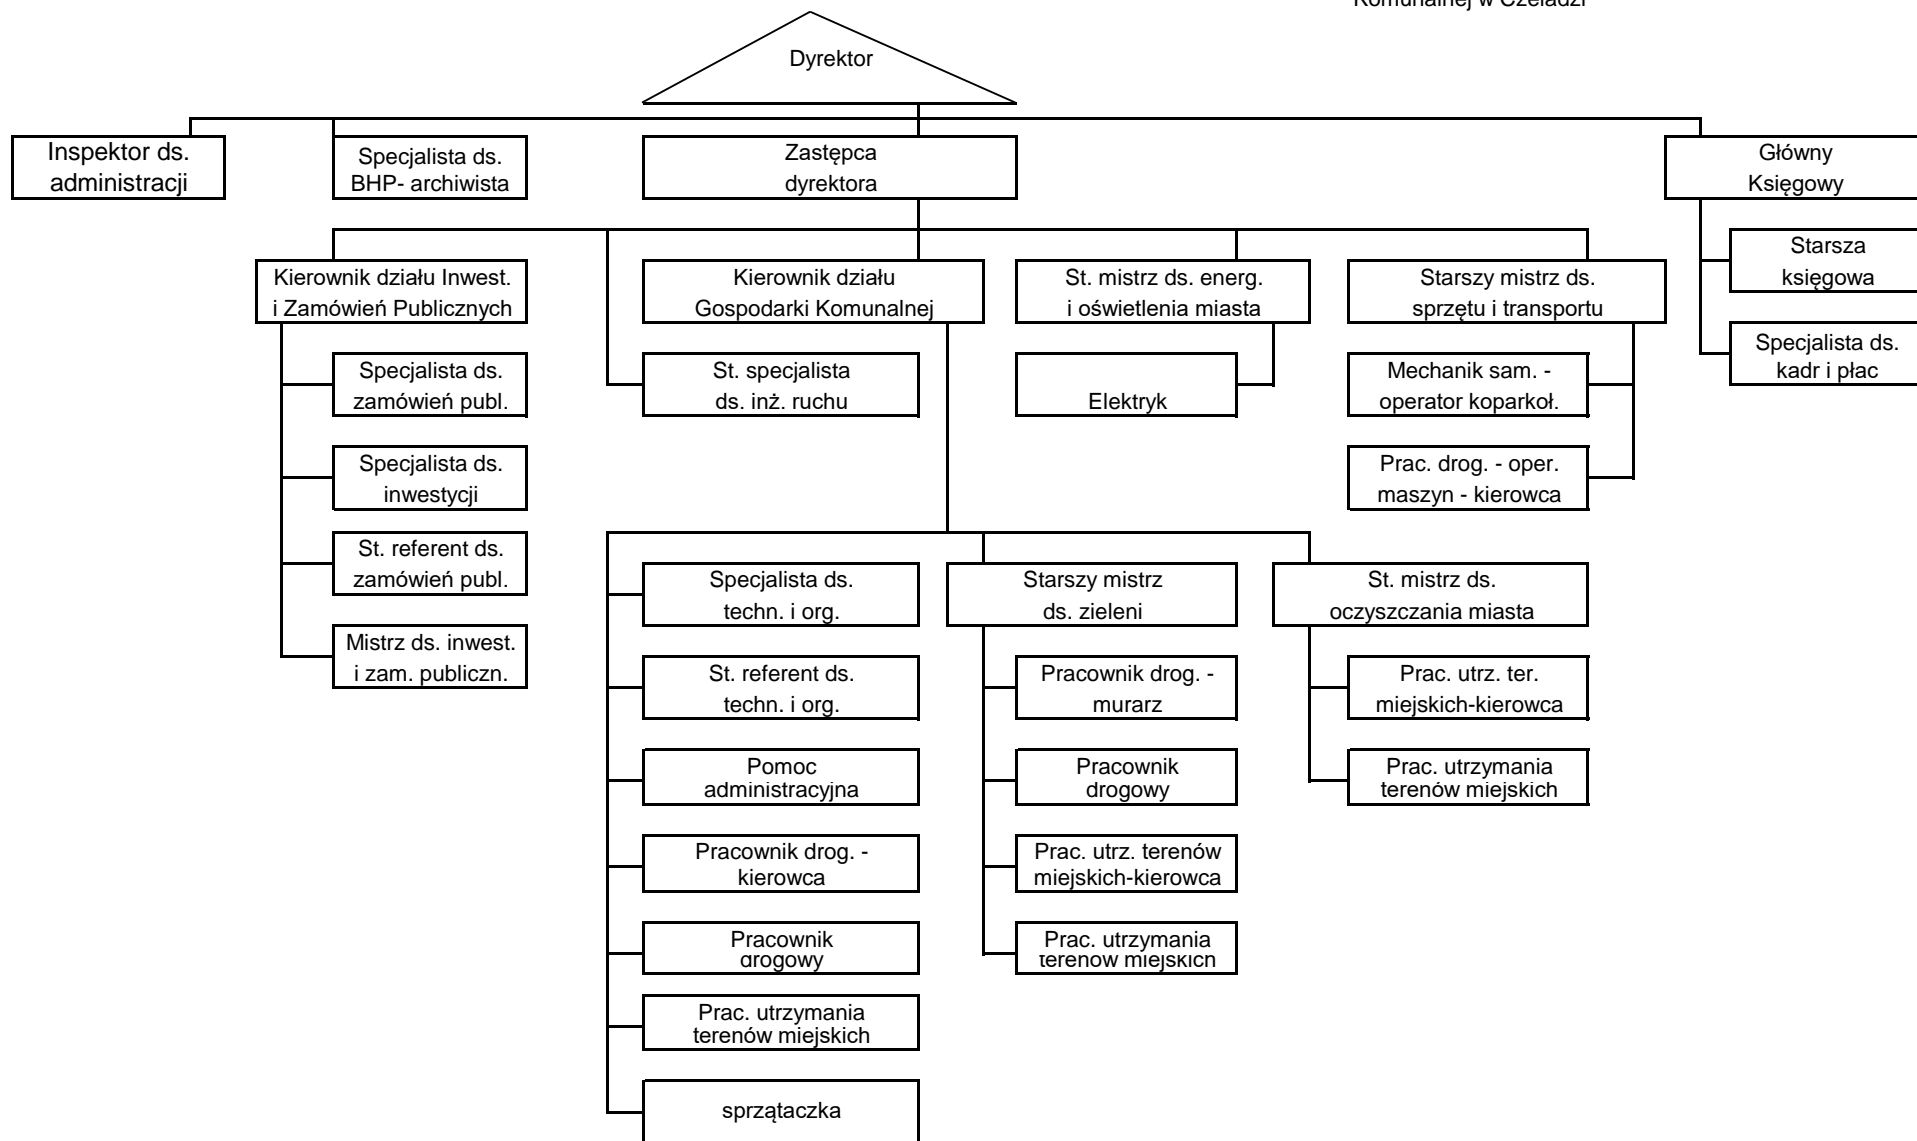 Komunalnej w Czeladzi
Dyrektor
Inspektor ds.
administracji
Specjalista ds.
BHP- archiwista
Zastępca
dyrektora
Główny
Księgowy
Starsza
księgowa
Specjalista ds.
kadr i płac
Kierownik działu Inwest.
i Zamówień Publicznych
Kierownik działu
Gospodarki Komunalnej
St. mistrz ds. energ.
i oświetlenia miasta
Starszy mistrz ds.
sprzętu i transportu
Specjalista ds.
zamówień publ.
St. specjalista
ds. inż. ruchu
Elektryk
Mechanik sam. -
operator koparkoł.
Specjalista ds.
inwestycji
Prac. drog. - oper.
maszyn - kierowca
St. referent ds.
zamówień publ.
Mistrz ds. inwest.
i zam. publiczn.
Specjalista ds.
techn. i org.
Starszy mistrz
ds. zieleni
St. mistrz ds.
oczyszczania miasta
St. referent ds.
techn. i org.
Pracownik drog. -
murarz
Prac. utrz. ter.
miejskich-kierowca
Pomoc
administracyjna
Pracownik
drogowy
Prac. utrzymania
terenów miejskich
Pracownik drog. -
kierowca
Prac. utrz. terenów
miejskich-kierowca
Pracownik
drogowy
Prac. utrzymania
terenów miejskich
Prac. utrzymania
terenów miejskich
sprzątaczka